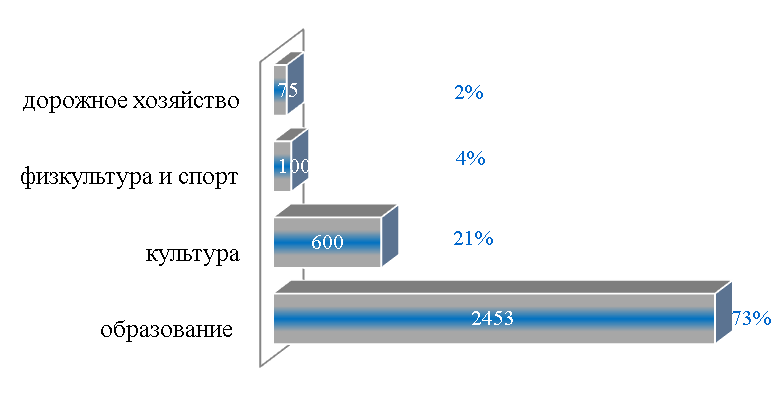 дорожное хозяйство 75 2%
физкультура и спорт 100 4%
культура 600 21%
образование 2453 73%